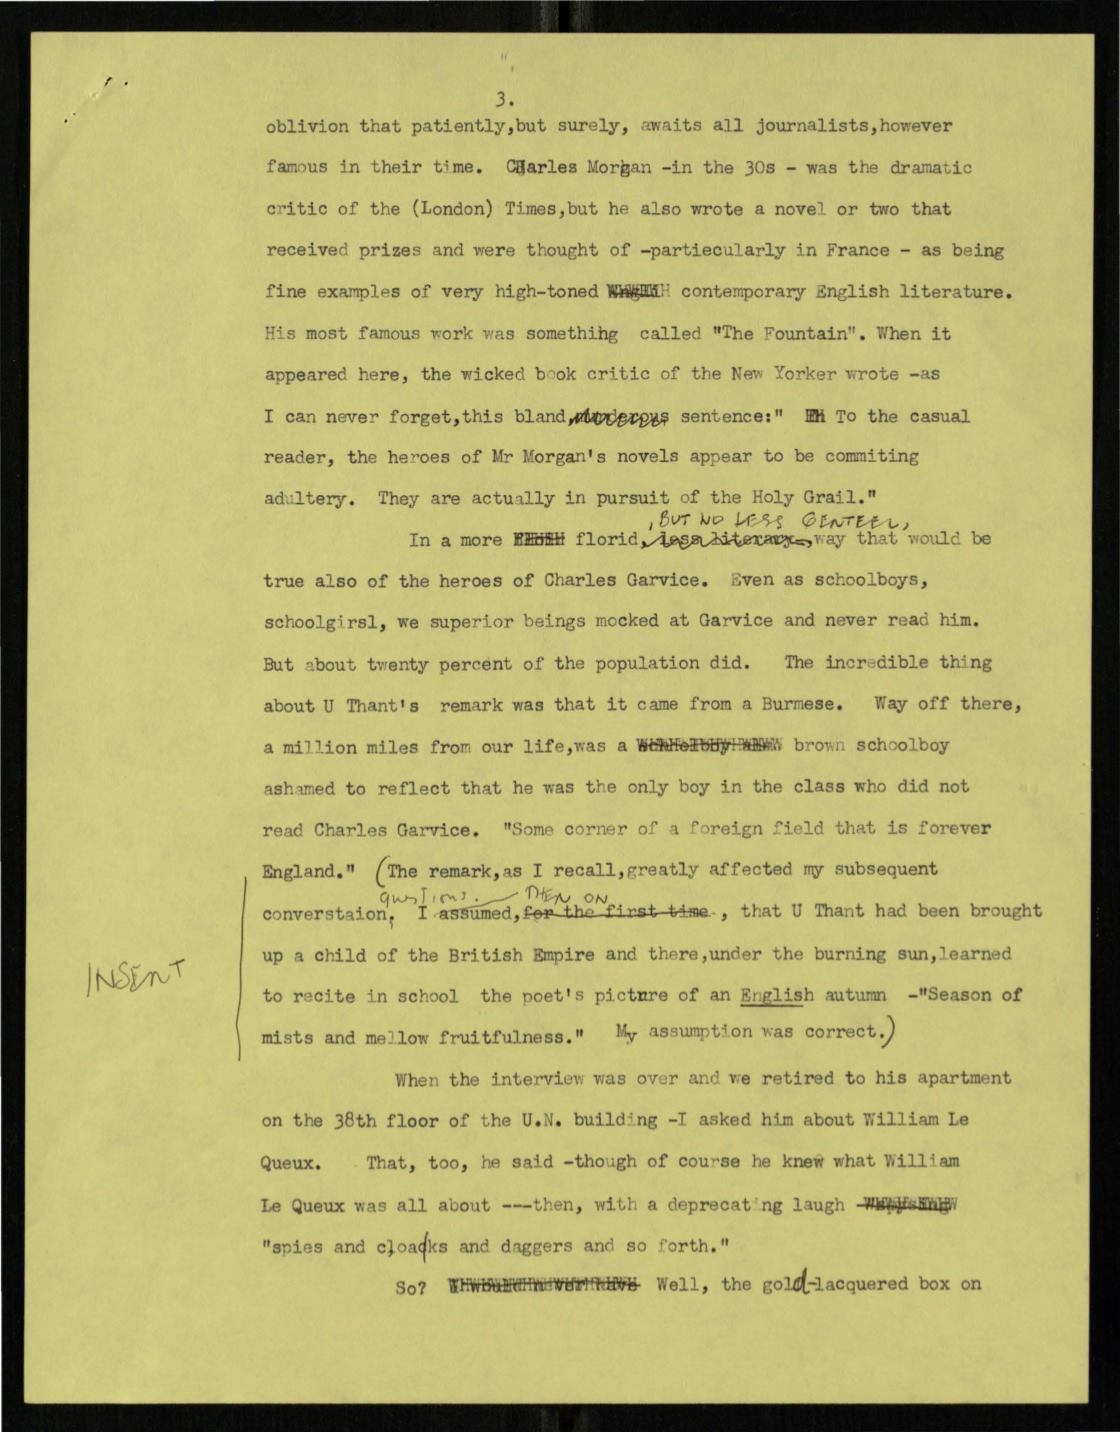 3.
oblivion that patiently,but surely, awaits all journalists,however
famous in their time.  Charles Morgan -in the 30s - was the dramatic
critic of the (London) Times,but he also wrote a novel or two that
received prizes and were thought of -partiecularly in France - as being
fine examples of very high-toned contemporary English literature.
His most famous work was something  called "The Fountain". When it
appeared here, the wicked book critic of the New Yorker wrote -as
I can never forget,this bland, murderous sentence:"  To the casual
reader, the heroes of Mr Morgan's novels appear to be commiting
adultery.  They are actually in pursuit of the Holy Grail."
, BUT NO LESS GENTEEL,
In a more florid, less literary, way that would be
true also of the heroes of Charles Garvice.  Even as schoolboys,
schoolgirsl, we superior beings mocked at Garvice and never read him.
But about twenty percent of the population did.   The incredible thing
about U Thant's  remark was that it came from a Burmese.   Way off there,
a million miles from our life,was a brown schoolboy
ashamed to reflect that he was the only boy in the class who did not
read Charles Garvice.  "Some corner of a foreign field that is forever
England."  (The remark,as I recall,greatly affected my subsequent
questions. THEN ON
converstaion; I assumed,for the first time , that U Thant had been brought
up a child of the British Empire and there,under the burning sun,learned
INSENT
to recite in school  the poet's picture of an English autumn  -"Season of
mists and mellow fruitfulness."   My assumption was correct.)
When the interview was over and we retired to his apartment
on the 38th floor of the U.N. building -I asked him about William Le
Queux.    That, too, he said -though of course he knew what William
Le Queux was all about ---then, with a deprecating laugh -
"spies and cloaks and daggers and so forth."
So?  Well, the gold-lacquered box on